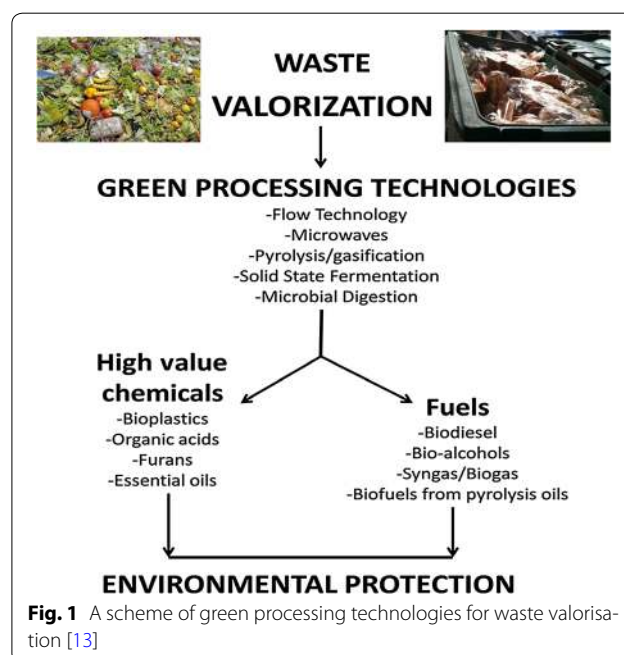 WASTE
VALORIZATION
GREEN PROCESSING TECHNOLOGIES
-Flow Technology
-Microwaves
-Pyrolysis/gasification
-Solid State Fermentation
-Microbial Digestion
High value
chemicals
-Bioplastics
-Organic acids
-Furans
-Essential oils
Fuels
-Biodiesel
-Bio-alcohols
-Syngas/Biogas
-Biofuels from pyrolysis oils
ENVIRONMENTAL PROTECTION
Fig. 1 A scheme of green processing technologies for waste valorisa-
tion [13]